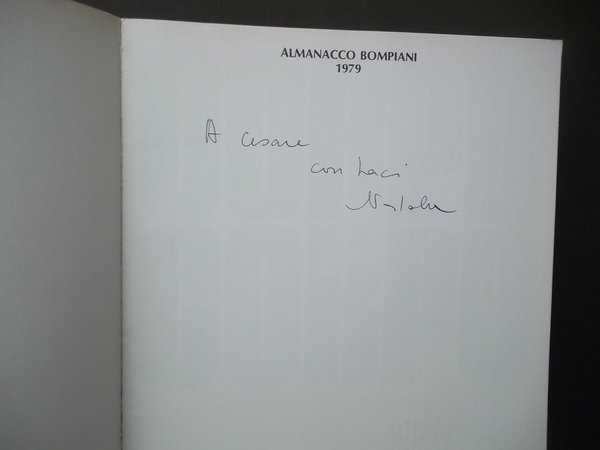 ALMANACCO BOMPIANI
1979
A Cesare
con baci